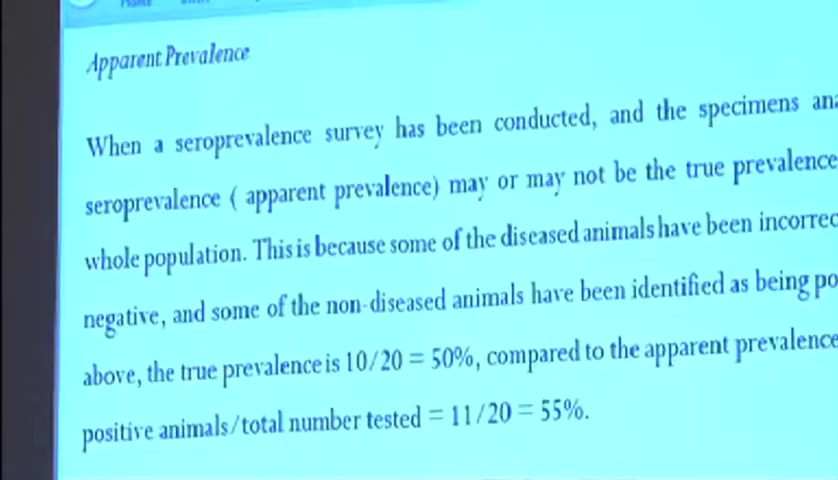 Apparent Prevalence
When a seroprevalence survey has been conducted, and the specimens ana
seroprevalence ( apparent prevalence) may or may not be the true prevalence
whole population. This is because some of the diseased animals have been incorrec
negative, and some of the non-diseased animals have been identified as being po
above, the true prevalence is 10/20 = 50%, compared to the apparent prevalence
positive animals/total number tested = 11/20 = 55%.